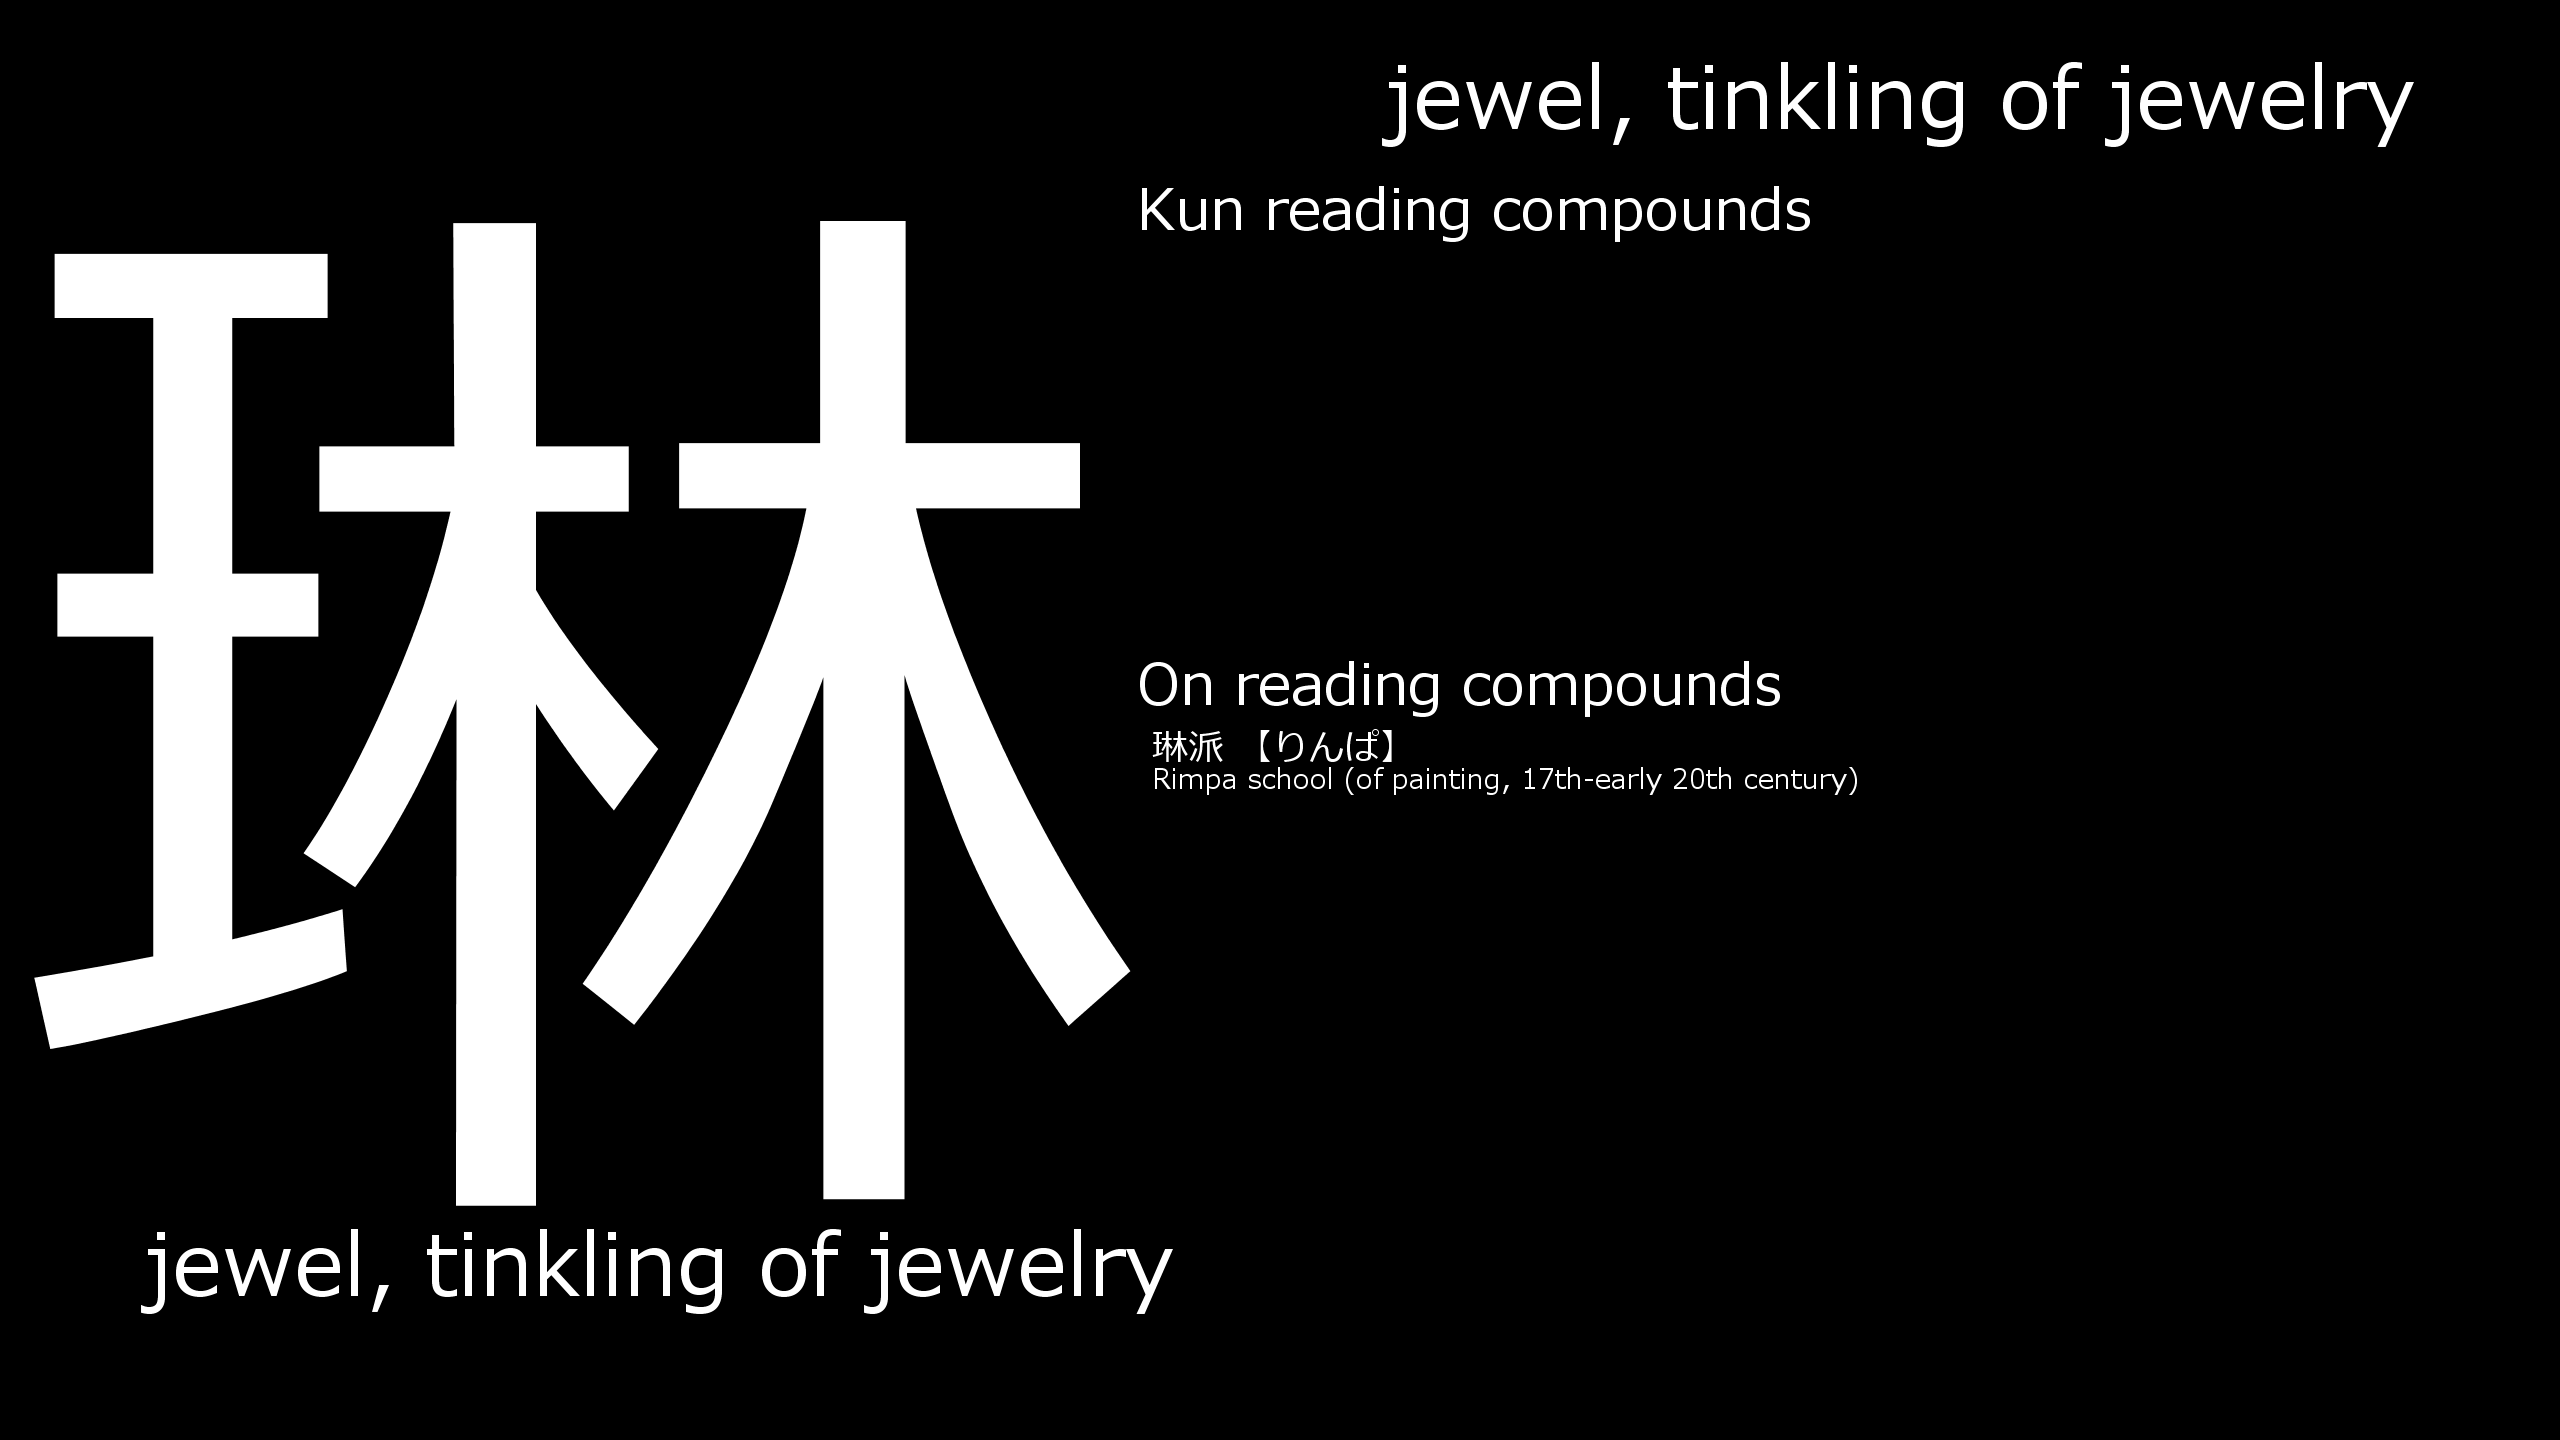 jewel, tinkling of jewelry
Kun reading compounds
琳
On reading compounds
琳派 【りんぱ】
Rimpa school (of painting, 17th-early 20th century)
jewel, tinkling of jewelry